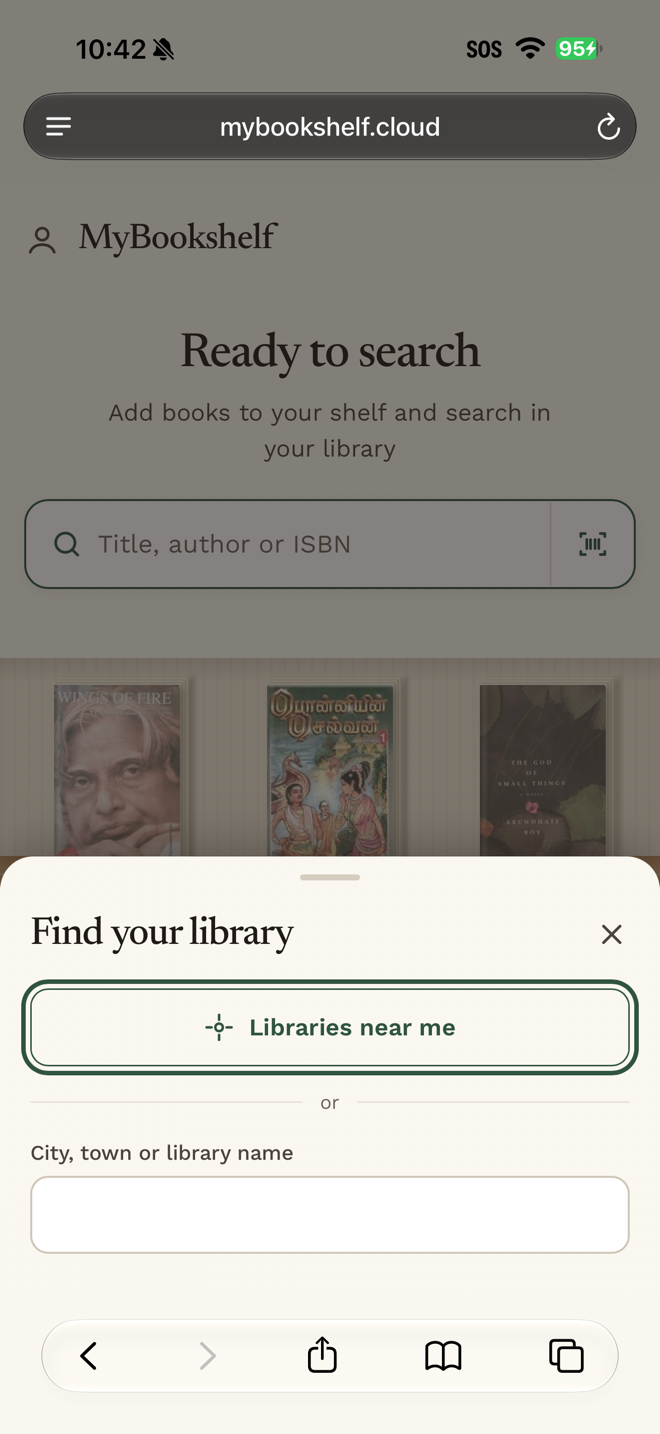 10:42
SOS
95
mybookshelf.cloud
MyBookshelf
Ready to search
Add books to your shelf and search in
your library
Title, author or ISBN
WINGS OF FIRE
பொன்னியின்
செல்வன்
1
THE GOD
OF
SMALL THINGS
A NOVEL
ARUNDHATI
ROY
Find your library
Libraries near me
or
City, town or library name